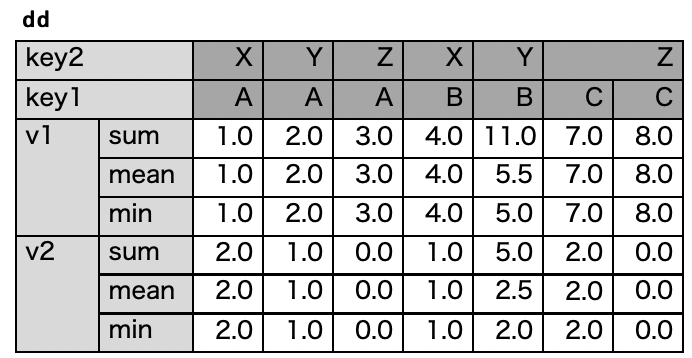 dd
key2 X Y Z X Y Z
key1 A A A B B C C
v1 sum 1.0 2.0 3.0 4.0 11.0 7.0 8.0
mean 1.0 2.0 3.0 4.0 5.5 7.0 8.0
min 1.0 2.0 3.0 4.0 5.0 7.0 8.0
v2 sum 2.0 1.0 0.0 1.0 5.0 2.0 0.0
mean 2.0 1.0 0.0 1.0 2.5 2.0 0.0
min 2.0 1.0 0.0 1.0 2.0 2.0 0.0